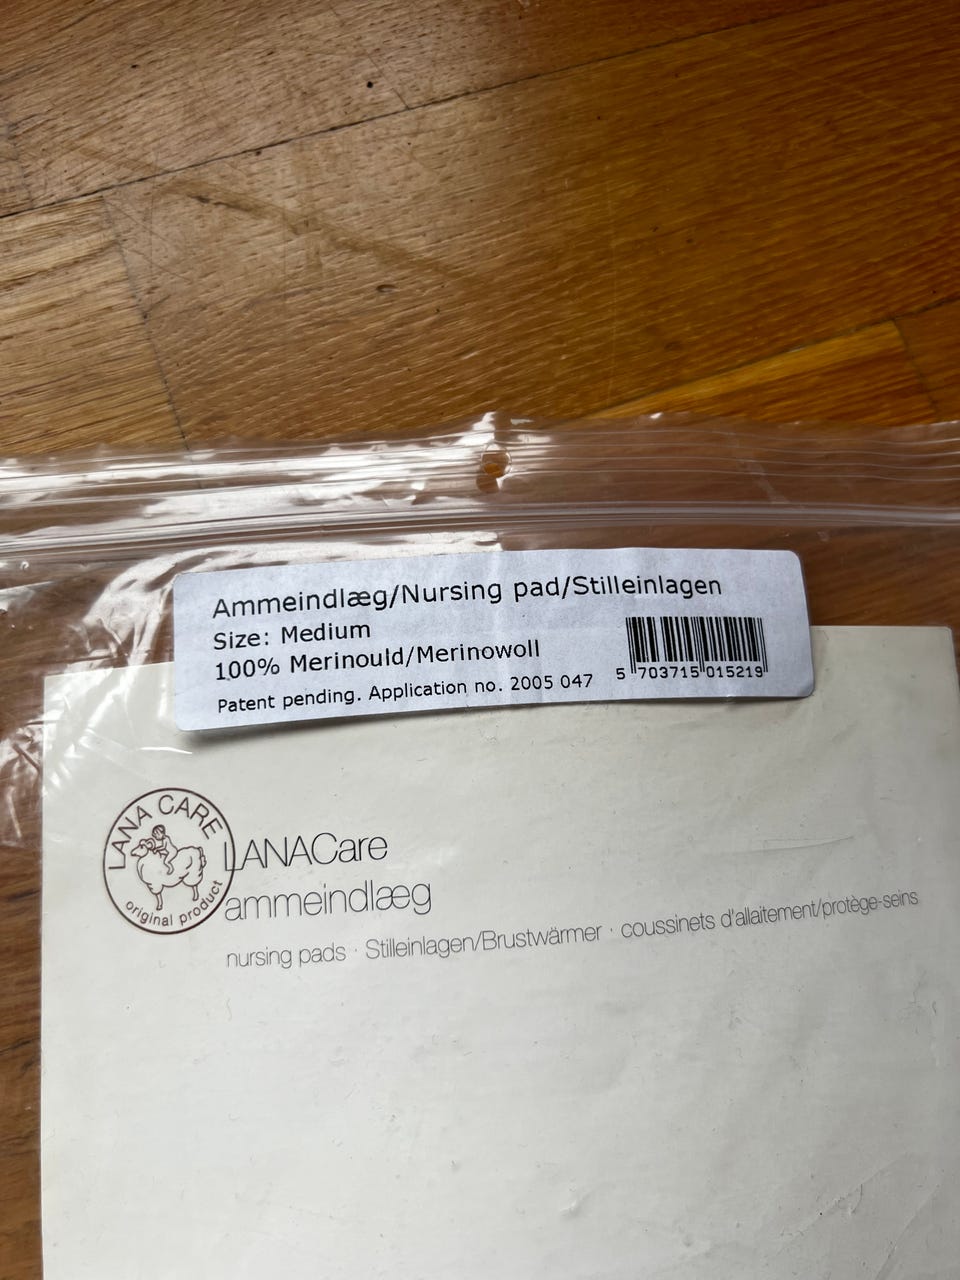 Ammeindlæg/Nursing pad/Stilleinlagen
Size: Medium
100% Merinould/Merinowoll
Patent pending. Application no. 2005 047
5 703715 015219
LANA CARE
original product
LANACare
ammeindlæg
nursing pads · Stilleinlagen/Brustwärmer · coussinets d'allaitement/protège-seins